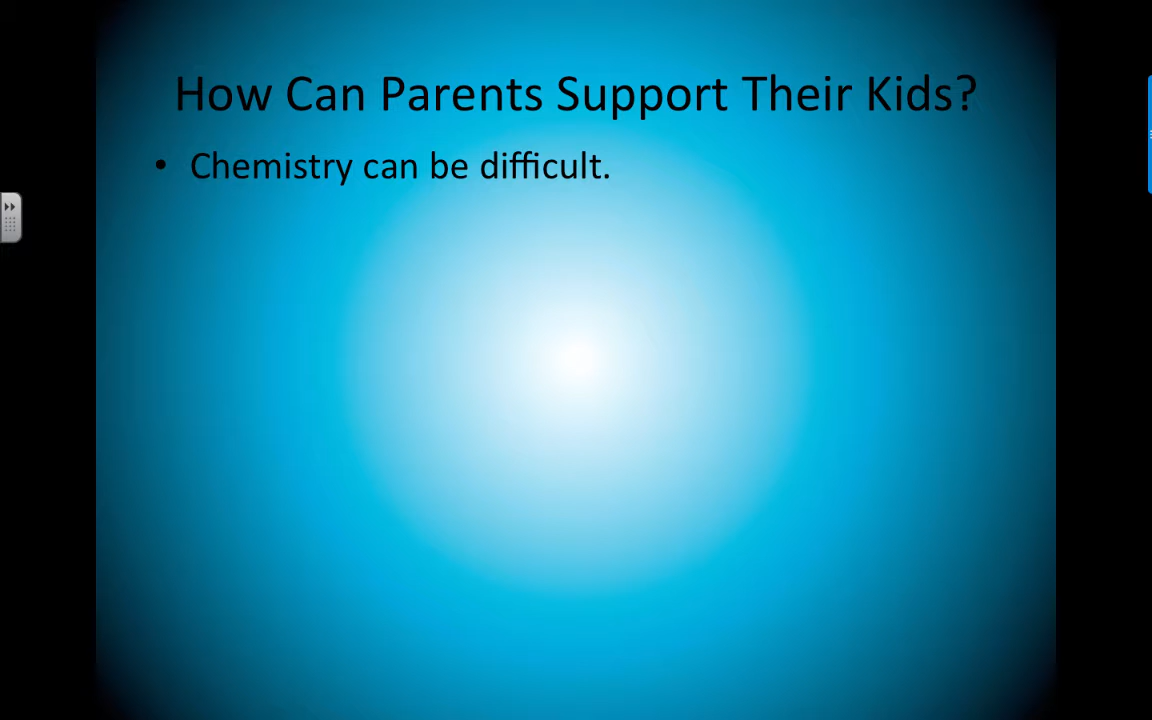 How Can Parents Support Their Kids?
• Chemistry can be difficult.